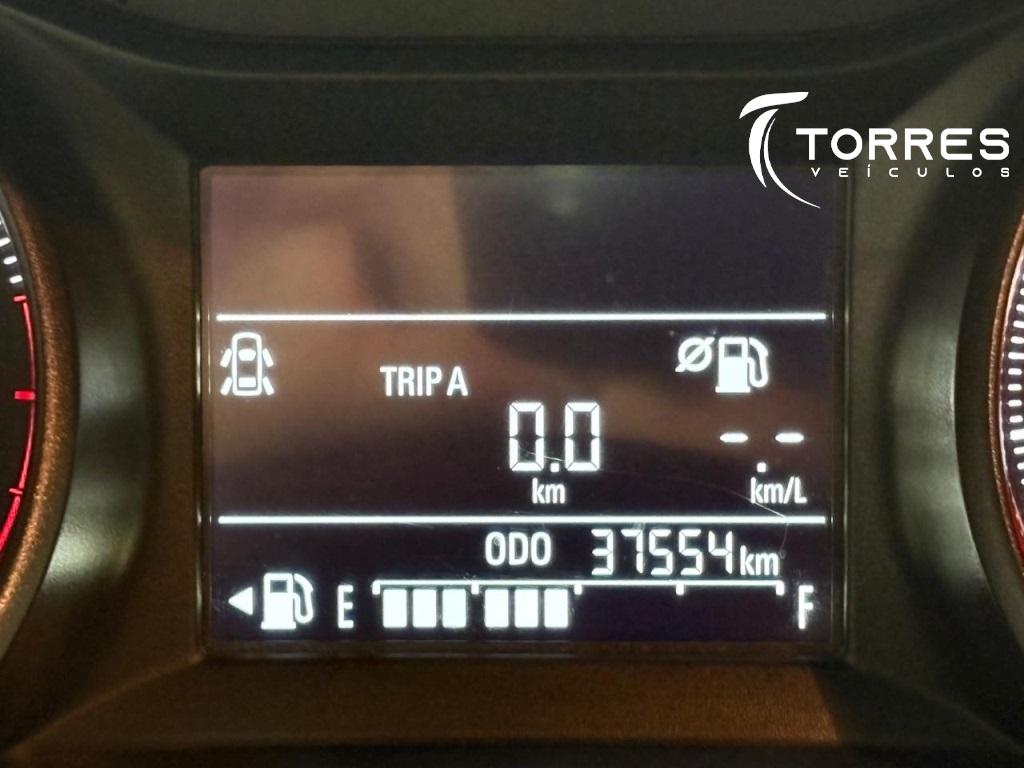 TORRES
VEÍCULOS
TRIP A
0.0
km
--.
km/L
ODO 37554 km
E F